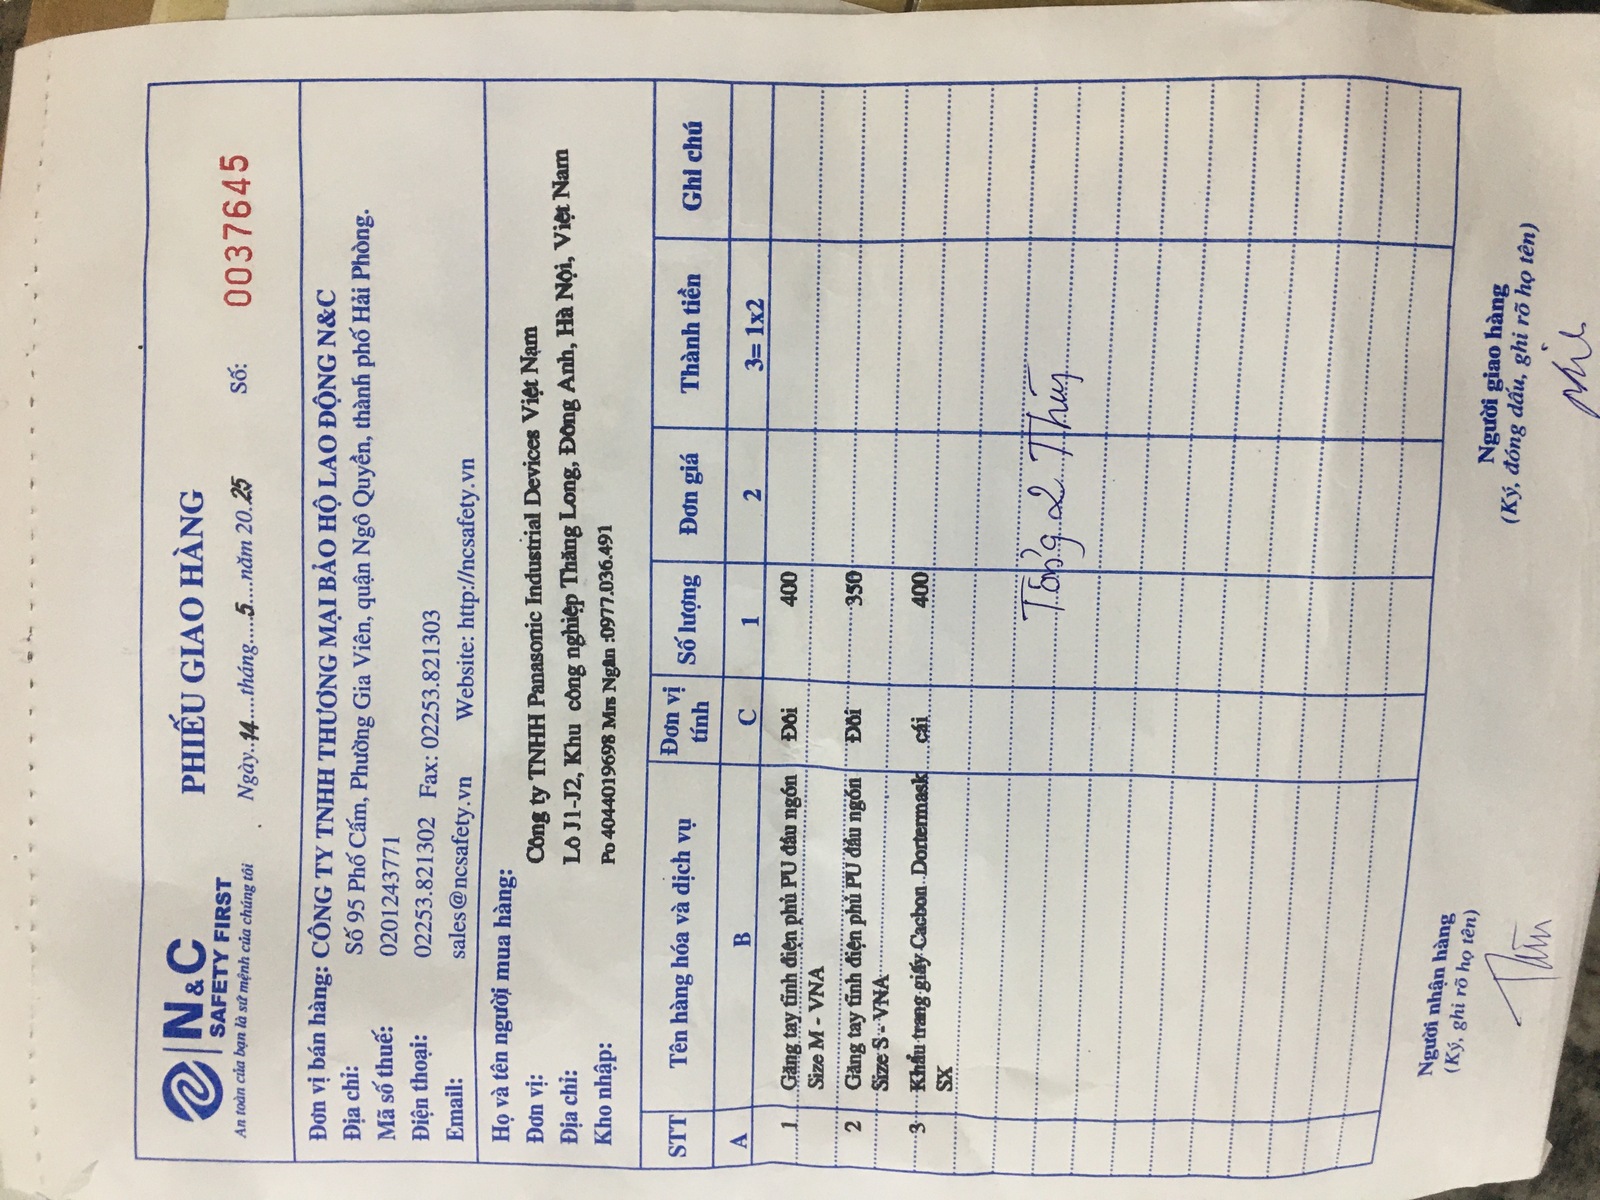 N&C
SAFETY FIRST
An toàn của bạn là sứ mệnh của chúng tôi
PHIẾU GIAO HÀNG
Ngày..14....tháng....5....năm 20.25
Số: 0037645
Đơn vị bán hàng: CÔNG TY TNHH THƯƠNG MẠI BẢO HỘ LAO ĐỘNG N&C
Địa chỉ: Số 95 Phố Cấm, Phường Gia Viên, quận Ngô Quyền, thành phố Hải Phòng.
Mã số thuế: 0201243771
Điện thoại: 02253.821302 Fax: 02253.821303
Email: sales@ncsafety.vn Website: http://ncsafety.vn
Họ và tên người mua hàng:
Đơn vị: Công ty TNHH Panasonic Industrial Devices Việt Nam
Địa chỉ: Lô J1-J2, Khu công nghiệp Thăng Long, Đông Anh, Hà Nội, Việt Nam
Kho nhập: Po 4044019698 Mrs Ngân :0977.036.491
STT Tên hàng hóa và dịch vụ Đơn vị tính Số lượng Đơn giá Thành tiền Ghi chú
A B C 1 2 3= 1x2
1 Găng tay tĩnh điện phủ PU đầu ngón Đôi 400
Size M - VNA
2 Găng tay tĩnh điện phủ PU đầu ngón Đôi 350
Size S - VNA
3 Khẩu trang giấy Cacbon Dortermask cái 400
SX
Tổng 2 Thùng
Người nhận hàng
(Ký, ghi rõ họ tên)
Người giao hàng
(Ký, đóng dấu, ghi rõ họ tên)